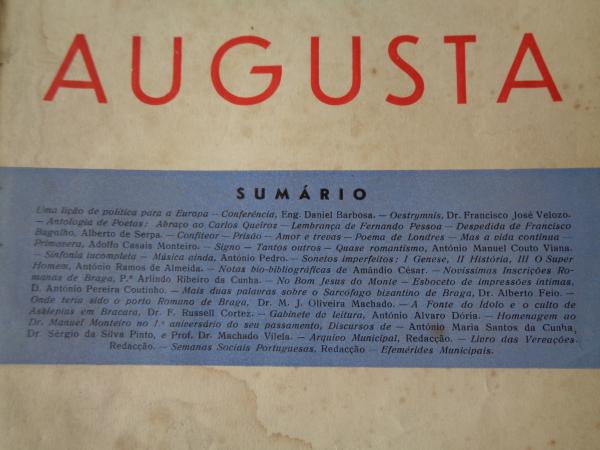 AUGUSTA
SUMÁRIO
Uma lição de política para a Europa — Conferência, Eng. Daniel Barbosa. — Oestrymnis, Dr. Francisco José Velozo.
— Antologia de Poetas: Abraço ao Carlos Queiroz — Lembrança de Fernando Pessoa — Despedida de Francisco
Bagulho, Alberto de Serpa. — Confiteor — Prisão — Amor e trevas — Poema de Londres — Mas a vida continua —
Primavera, Adolfo Casais Monteiro. — Signo — Tantos outros — Quase romantismo, António Manuel Couto Viana.
— Sinfonia incompleta — Música ainda, António Pedro. — Sonetos imperfeitos: I Genese, II História, III O Super
Homem, António Ramos de Almeida. — Notas bio-bibliográficas de Amândio César. — Novíssimas Inscrições Ro-
manas de Braga, P.e Arlindo Ribeiro da Cunha. — No Bom Jesus do Monte — Esboceto de impressões íntimas,
D. António Pereira Coutinho. — Mais duas palavras sobre o Sarcófago bizantino de Braga, Dr. Alberto Feio. —
Onde teria sido o porto Romano de Braga, Dr. M. J. Oliveira Machado. — A Fonte do Ídolo e o culto de
Asklepias em Bracara, Dr. F. Russell Cortez. — Gabinete de leitura, António Alvaro Dória. — Homenagem ao
Dr. Manuel Monteiro no 1.º aniversário do seu passamento, Discursos de — António Maria Santos da Cunha,
Dr. Sérgio da Silva Pinto, e Prof. Dr. Machado Vilela. — Arquivo Municipal, Redacção. — Livro das Vereações.
Redacção. — Semanas Sociais Portuguesas, Redacção — Efemérides Municipais.